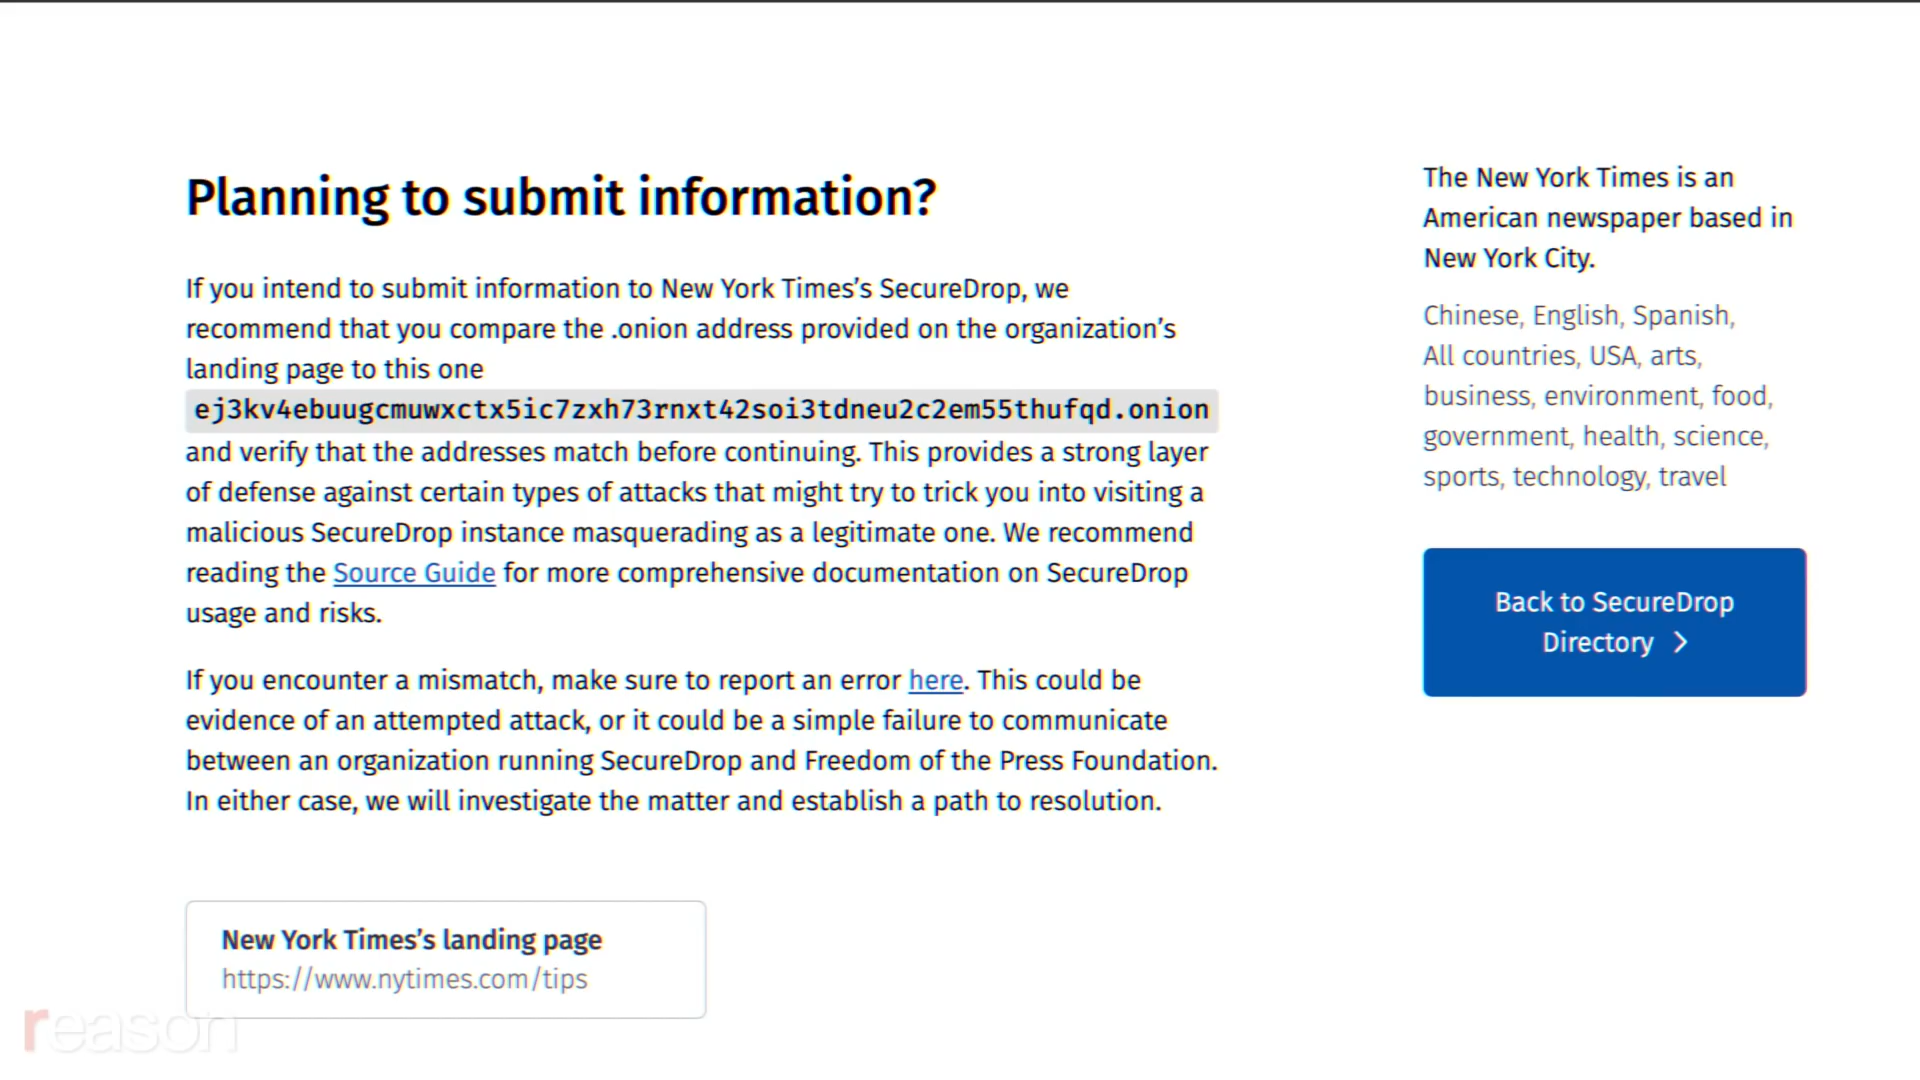 Planning to submit information?
If you intend to submit information to New York Times’s SecureDrop, we
recommend that you compare the .onion address provided on the organization’s
landing page to this one
ej3kv4ebuugcmuwxctx5ic7zxh73rnxt42soi3tdneu2c2em55thufqd.onion
and verify that the addresses match before continuing. This provides a strong layer
of defense against certain types of attacks that might try to trick you into visiting a
malicious SecureDrop instance masquerading as a legitimate one. We recommend
reading the Source Guide for more comprehensive documentation on SecureDrop
usage and risks.
If you encounter a mismatch, make sure to report an error here. This could be
evidence of an attempted attack, or it could be a simple failure to communicate
between an organization running SecureDrop and Freedom of the Press Foundation.
In either case, we will investigate the matter and establish a path to resolution.
New York Times’s landing page
https://www.nytimes.com/tips
The New York Times is an
American newspaper based in
New York City.
Chinese, English, Spanish,
All countries, USA, arts,
business, environment, food,
government, health, science,
sports, technology, travel
Back to SecureDrop
Directory
reason